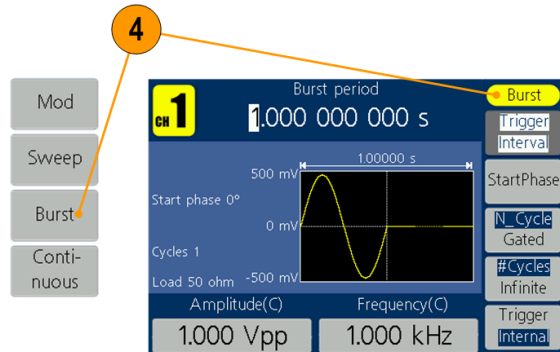 4
Mod
Sweep
Burst
Conti-
nuous
CH 1
Burst period
1.000 000 000 s
1.00000 s
500 mV
Start phase 0°
0 mV
Cycles 1
Load 50 ohm
-500 mV
Amplitude(C)
1.000 Vpp
Frequency(C)
1.000 kHz
Burst
Trigger
Interval
StartPhase
N_Cycle
Gated
#Cycles
Infinite
Trigger
Internal